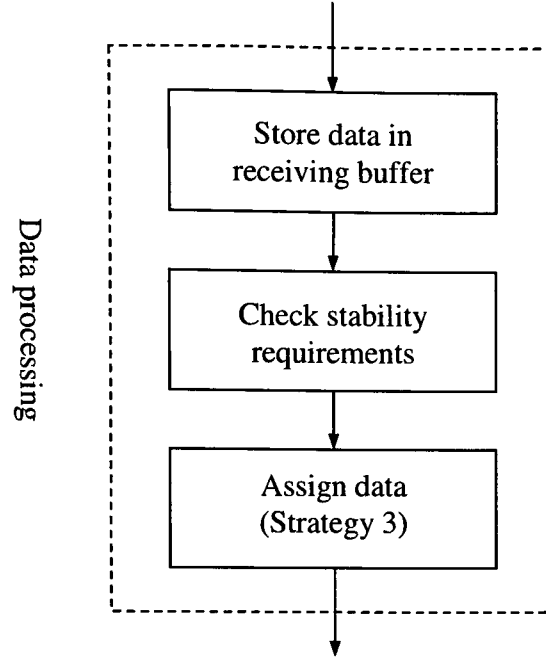 Data processing
Store data in
receiving buffer
Check stability
requirements
Assign data
(Strategy 3)